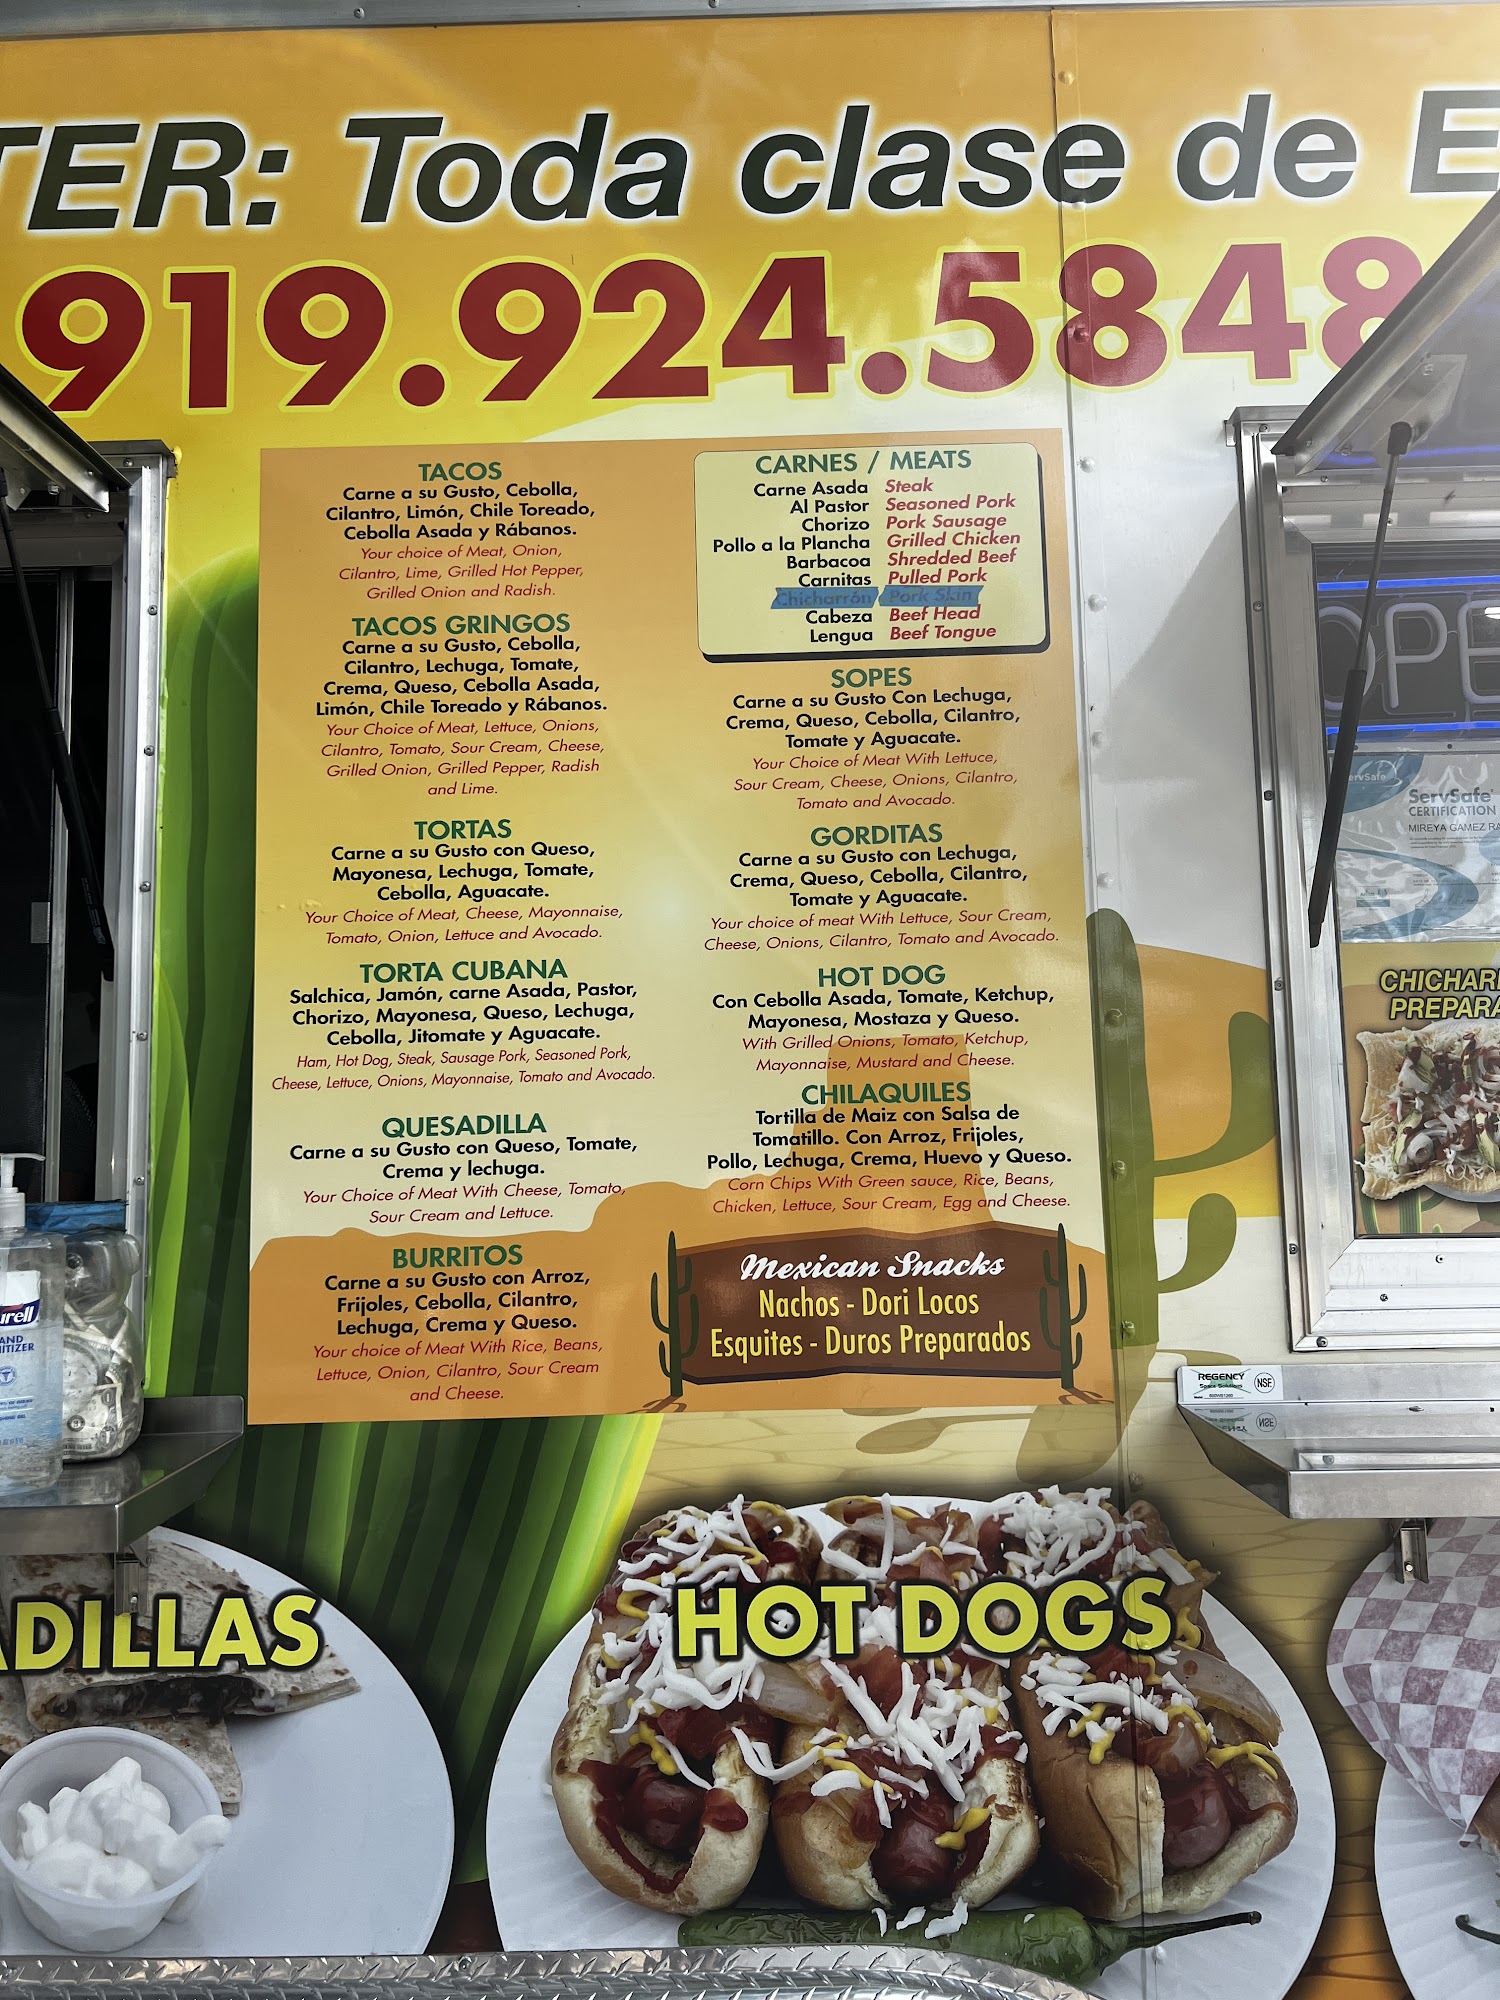 TER: Toda clase de E
919.924.5848
TACOS
Carne a su Gusto, Cebolla,
Cilantro, Limón, Chile Toreado,
Cebolla Asada y Rábanos.
Your choice of Meat, Onion,
Cilantro, Lime, Grilled Hot Pepper,
Grilled Onion and Radish.
TACOS GRINGOS
Carne a su Gusto, Cebolla,
Cilantro, Lechuga, Tomate,
Crema, Queso, Cebolla Asada,
Limón, Chile Toreado y Rábanos.
Your Choice of Meat, Lettuce, Onions,
Cilantro, Tomato, Sour Cream, Cheese,
Grilled Onion, Grilled Pepper, Radish
and Lime.
TORTAS
Carne a su Gusto con Queso,
Mayonesa, Lechuga, Tomate,
Cebolla, Aguacate.
Your Choice of Meat, Cheese, Mayonnaise,
Tomato, Onion, Lettuce and Avocado.
TORTA CUBANA
Salchica, Jamón, carne Asada, Pastor,
Chorizo, Mayonesa, Queso, Lechuga,
Cebolla, Jitomate y Aguacate.
Ham, Hot Dog, Steak, Sausage Pork, Seasoned Pork,
Cheese, Lettuce, Onions, Mayonnaise, Tomato and Avocado.
QUESADILLA
Carne a su Gusto con Queso, Tomate,
Crema y lechuga.
Your Choice of Meat With Cheese, Tomato,
Sour Cream and Lettuce.
BURRITOS
Carne a su Gusto con Arroz,
Frijoles, Cebolla, Cilantro,
Lechuga, Crema y Queso.
Your choice of Meat With Rice, Beans,
Lettuce, Onion, Cilantro, Sour Cream
and Cheese.
CARNES / MEATS
Carne Asada Steak
Al Pastor Seasoned Pork
Chorizo Pork Sausage
Pollo a la Plancha Grilled Chicken
Barbacoa Shredded Beef
Carnitas Pulled Pork
Chicharrón Pork Skin
Cabeza Beef Head
Lengua Beef Tongue
SOPES
Carne a su Gusto Con Lechuga,
Crema, Queso, Cebolla, Cilantro,
Tomate y Aguacate.
Your Choice of Meat With Lettuce,
Sour Cream, Cheese, Onions, Cilantro,
Tomato and Avocado.
GORDITAS
Carne a su Gusto con Lechuga,
Crema, Queso, Cebolla, Cilantro,
Tomate y Aguacate.
Your choice of meat With Lettuce, Sour Cream,
Cheese, Onions, Cilantro, Tomato and Avocado.
HOT DOG
Con Cebolla Asada, Tomate, Ketchup,
Mayonesa, Mostaza y Queso.
With Grilled Onions, Tomato, Ketchup,
Mayonnaise, Mustard and Cheese.
CHILAQUILES
Tortilla de Maiz con Salsa de
Tomatillo. Con Arroz, Frijoles,
Pollo, Lechuga, Crema, Huevo y Queso.
Corn Chips With Green sauce, Rice, Beans,
Chicken, Lettuce, Sour Cream, Egg and Cheese.
Mexican Snacks
Nachos - Dori Locos
Esquites - Duros Preparados
OPE
ervSafe
ServSafe
CERTIFICATION
MIREYA GAMEZ RA
CHICHAR
PREPARA
REGENCY
Space Solutions
NSF
urell
AND
ITIZER
ADILLAS
HOT DOGS